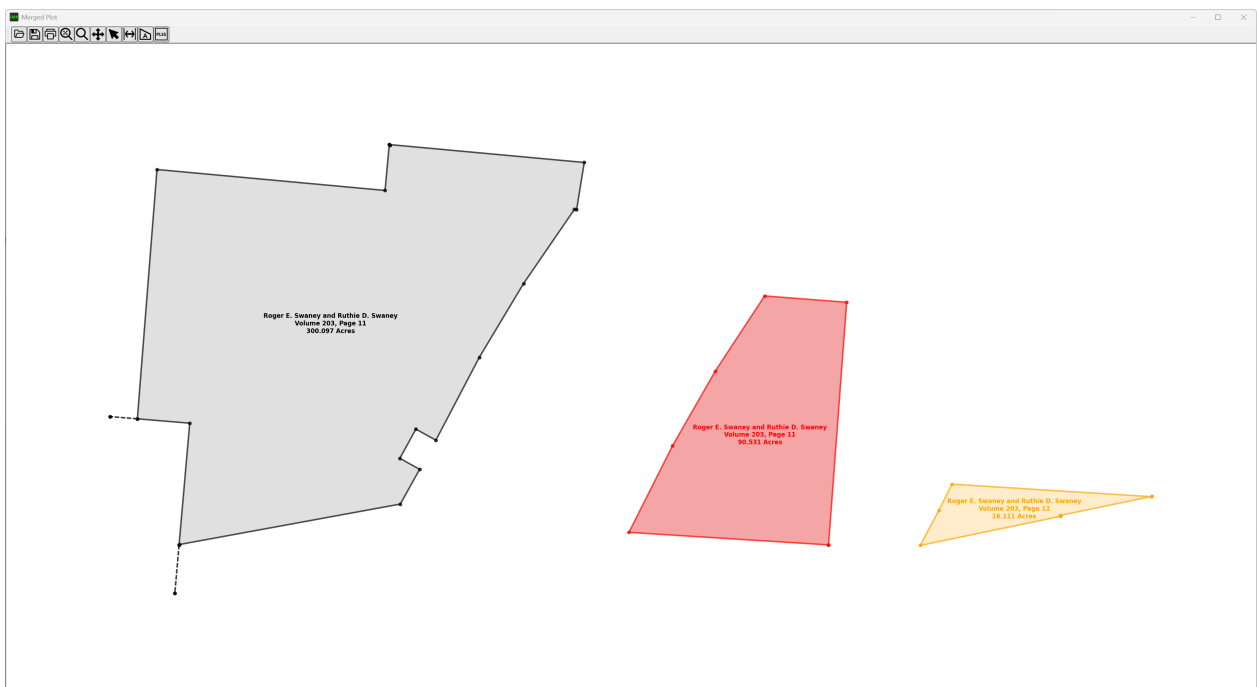 Merged Plot
PLSS
Roger E. Swaney and Ruthie D. Swaney
Volume 203, Page 11
300.097 Acres
Roger E. Swaney and Ruthie D. Swaney
Volume 203, Page 11
90.531 Acres
Roger E. Swaney and Ruthie D. Swaney
Volume 203, Page 11
16.111 Acres